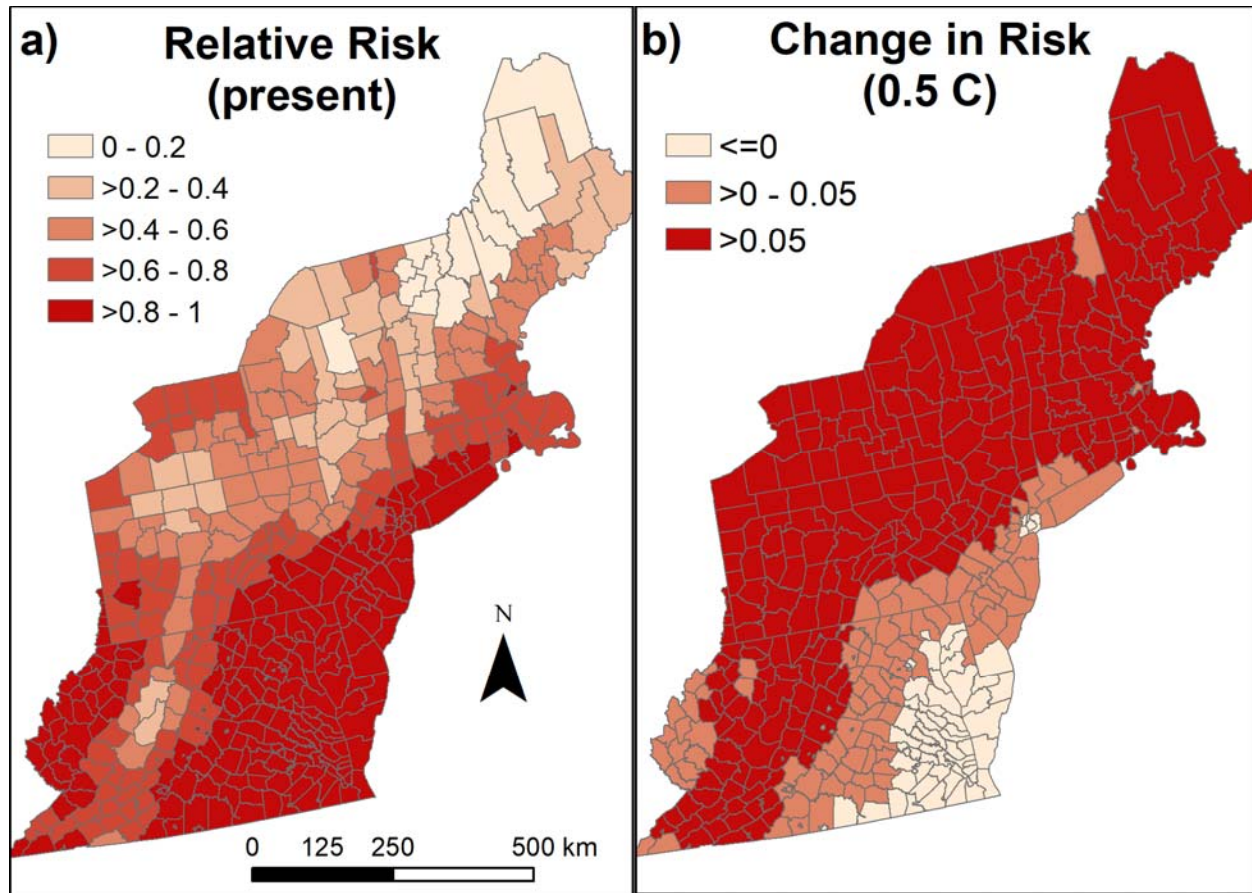 a) Relative Risk
(present)
0 - 0.2
>0.2 - 0.4
>0.4 - 0.6
>0.6 - 0.8
>0.8 - 1
N
0 125 250 500 km
b) Change in Risk
(0.5 C)
<=0
>0 - 0.05
>0.05